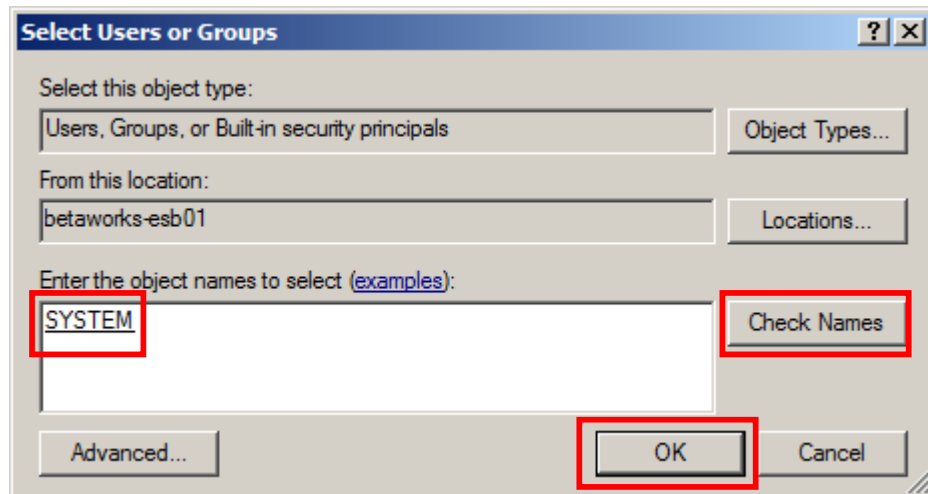 Select Users or Groups
Select this object type:
Users, Groups, or Built-in security principals
Object Types...
From this location:
betaworks-esb01
Locations...
Enter the object names to select (examples):
SYSTEM
Check Names
Advanced...
OK
Cancel